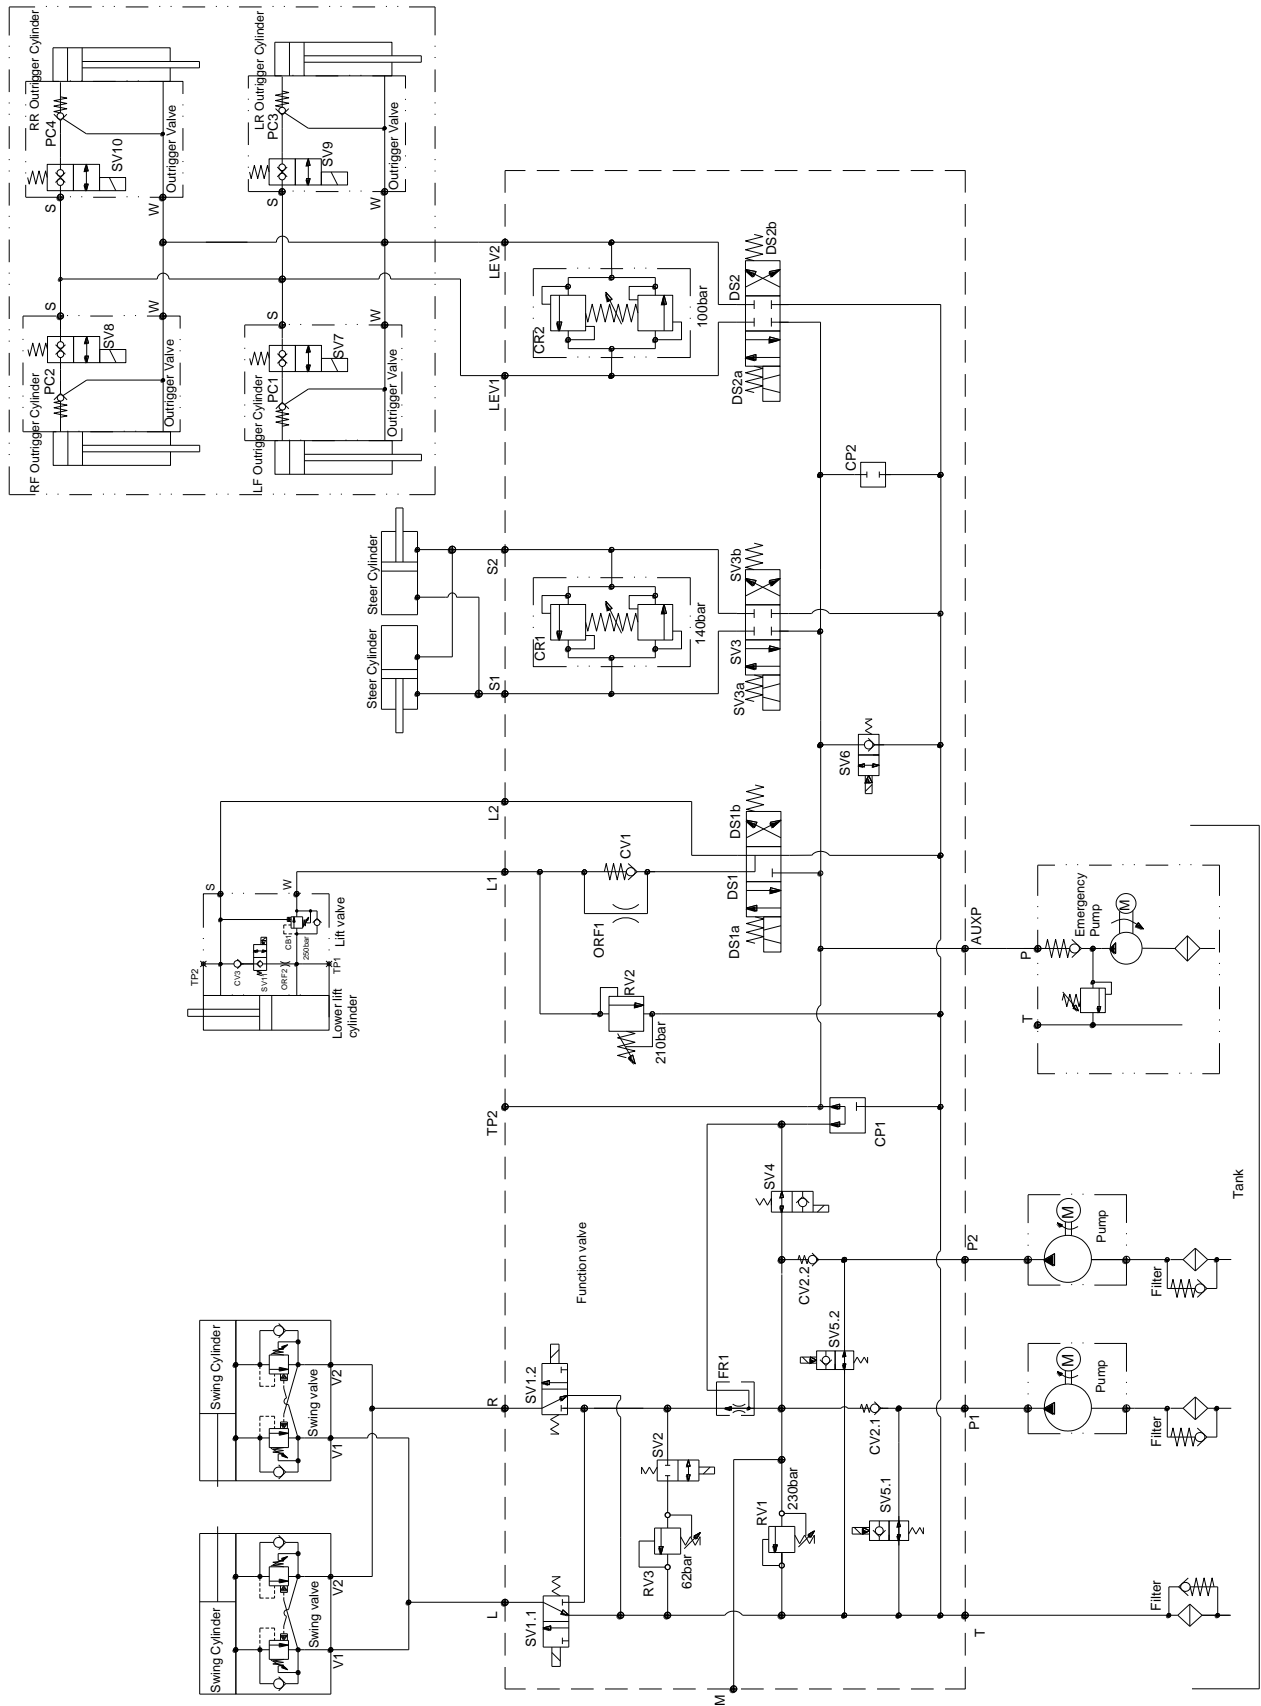 RR Outrigger Cylinder
PC4
SV10
Outrigger Valve
S
W
LR Outrigger Cylinder
PC3
SV9
Outrigger Valve
S
W
RF Outrigger Cylinder
PC2
SV8
Outrigger Valve
S
W
LF Outrigger Cylinder
PC1
SV7
Outrigger Valve
S
W
LEV2
LEV1
CR2
100bar
DS2
DS2a
DS2b
CP2
Steer Cylinder
Steer Cylinder
S2
S1
CR1
140bar
SV3
SV3a
SV3b
SV6
L2
L1
CV1
ORF1
DS1
DS1a
DS1b
S
W
TP2
CV3
SV11
ORF2
TP1
CB1
250bar
Lift valve
Lower lift
cylinder
RV2
210bar
AUXP
P
T
Emergency
Pump
M
TP2
CP1
SV4
Function valve
CV2.2
SV5.2
P2
M
Pump
Filter
Tank
Swing Cylinder
Swing valve
V2
V1
Swing Cylinder
Swing valve
V2
V1
R
L
SV1.2
SV1.1
FR1
SV2
RV3
62bar
RV1
230bar
CV2.1
SV5.1
P1
M
Pump
Filter
T
Filter
M